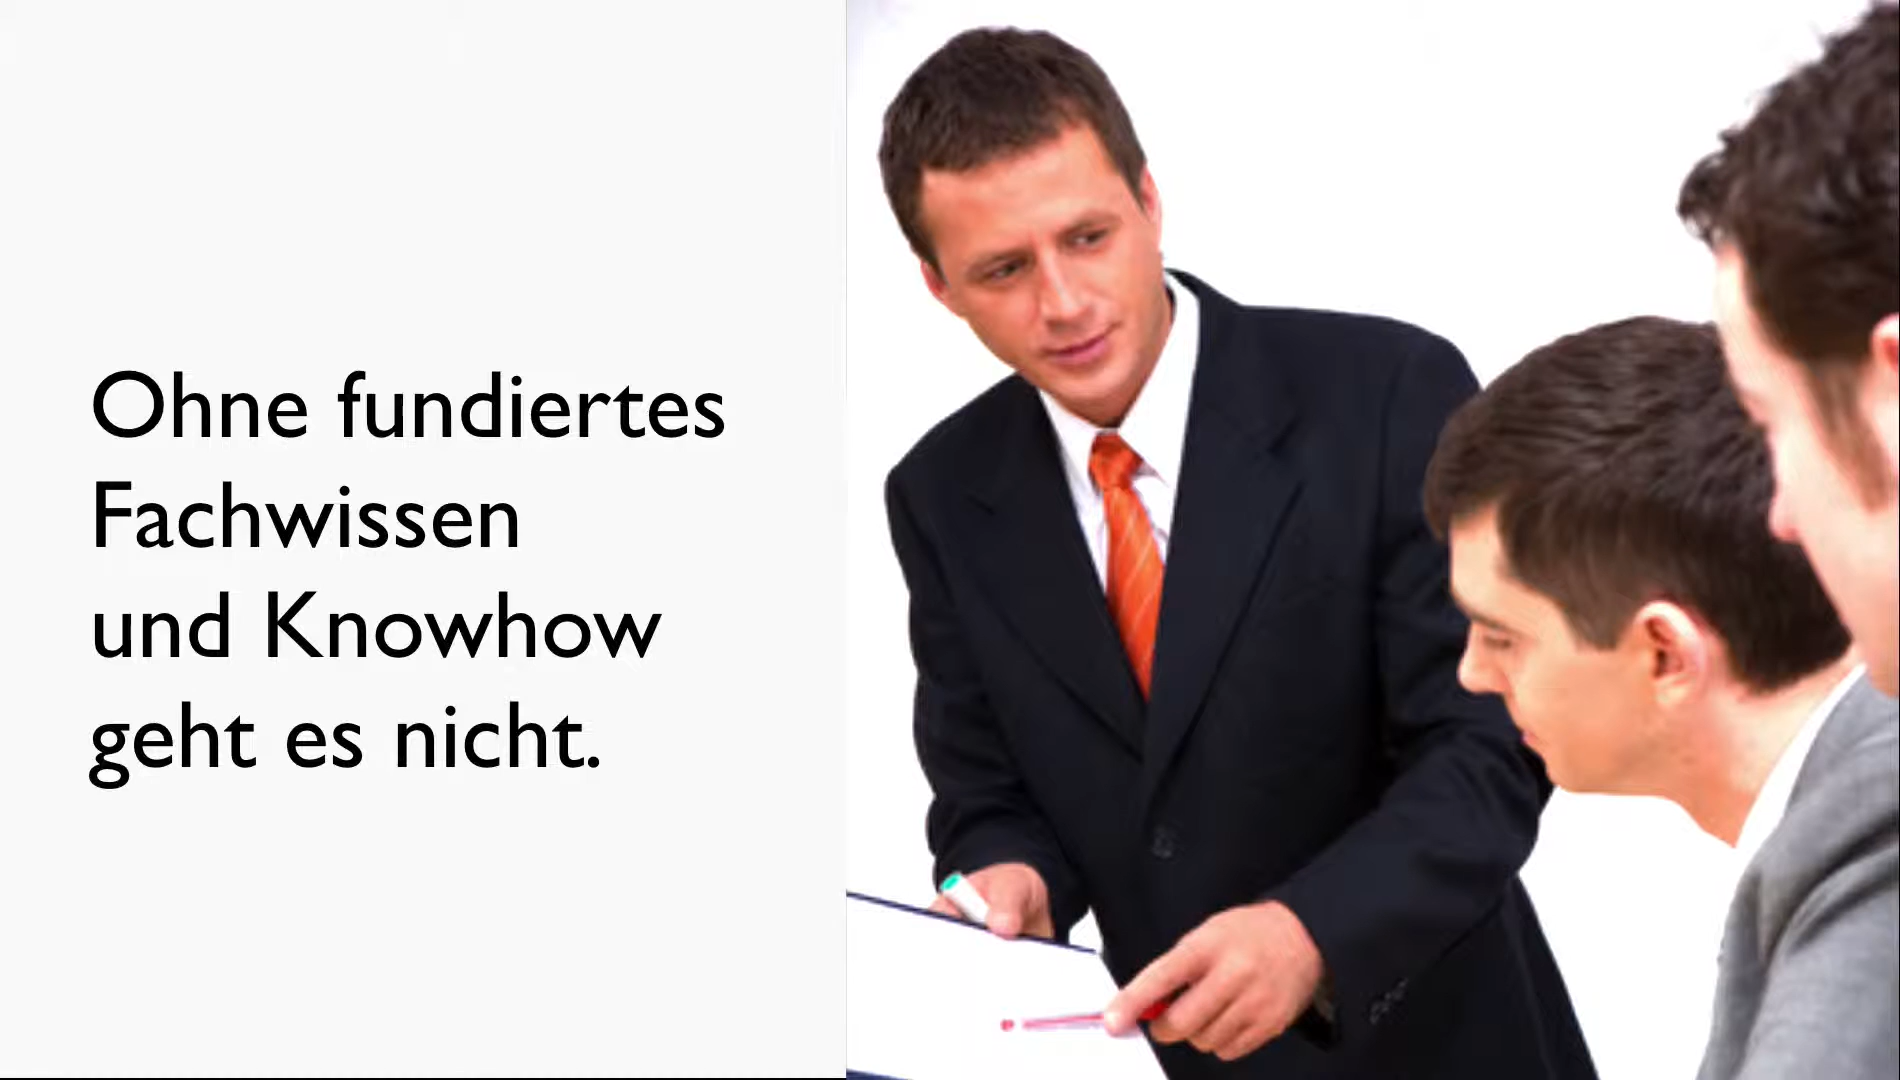 Ohne fundiertes
Fachwissen
und Knowhow
geht es nicht.